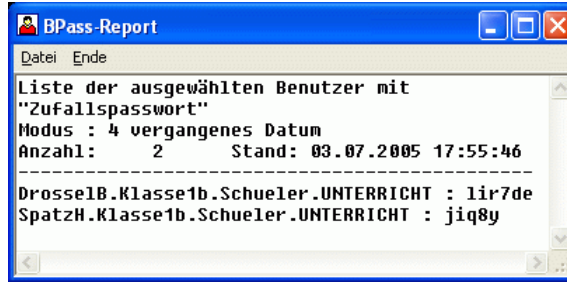 BPass-Report
Datei Ende
Liste der ausgewählten Benutzer mit
"Zufallspasswort"
Modus : 4 vergangenes Datum
Anzahl: 2 Stand: 03.07.2005 17:55:46
------------------------------------------------
DrosselB.Klasse1b.Schueler.UNTERRICHT : lir7de
SpatzH.Klasse1b.Schueler.UNTERRICHT : jiq8y